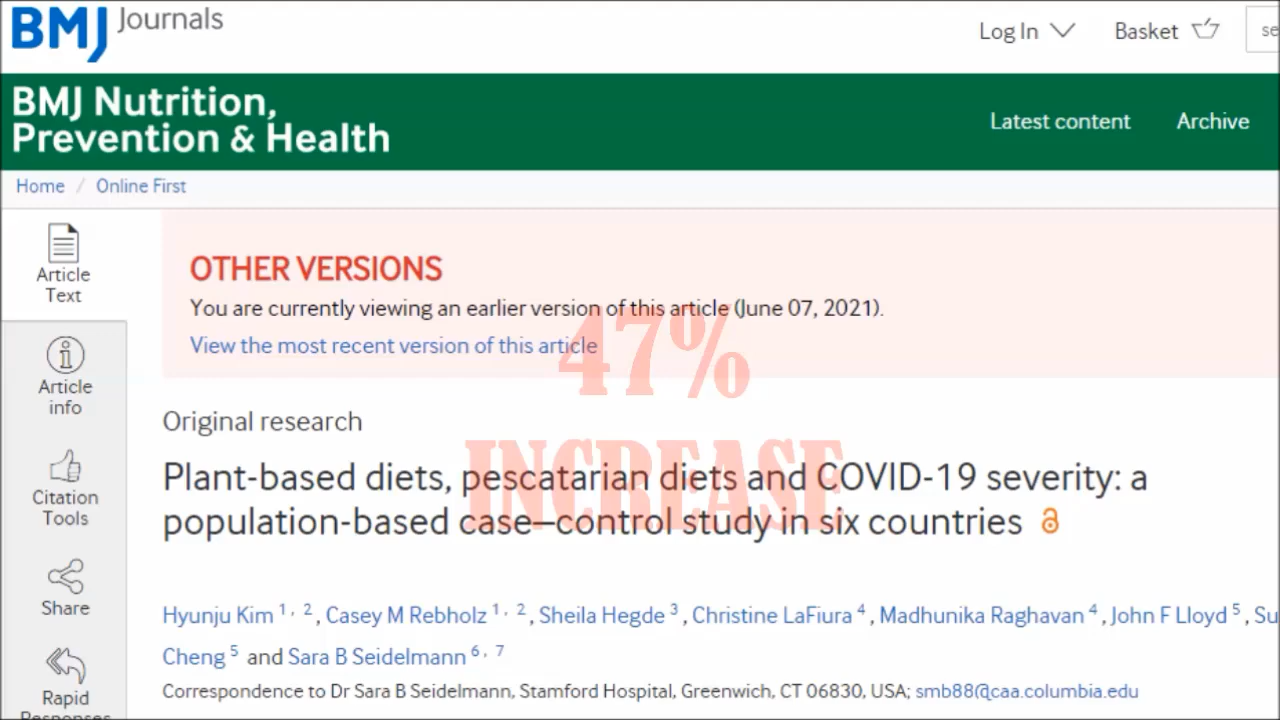 BMJ Journals
Log In
Basket
se
BMJ Nutrition,
Prevention & Health
Latest content
Archive
Home / Online First
Article
Text
OTHER VERSIONS
You are currently viewing an earlier version of this article (June 07, 2021).
View the most recent version of this article
47%
INCREASE
Article
info
Original research
Plant-based diets, pescatarian diets and COVID-19 severity: a
population-based case–control study in six countries
Citation
Tools
Share
Hyunju Kim 1, 2, Casey M Rebholz 1, 2, Sheila Hegde 3, Christine LaFiura 4, Madhunika Raghavan 4, John F Lloyd 5, Su
Cheng 5 and Sara B Seidelmann 6, 7
Correspondence to Dr Sara B Seidelmann, Stamford Hospital, Greenwich, CT 06830, USA; smb88@caa.columbia.edu
Rapid
Responses